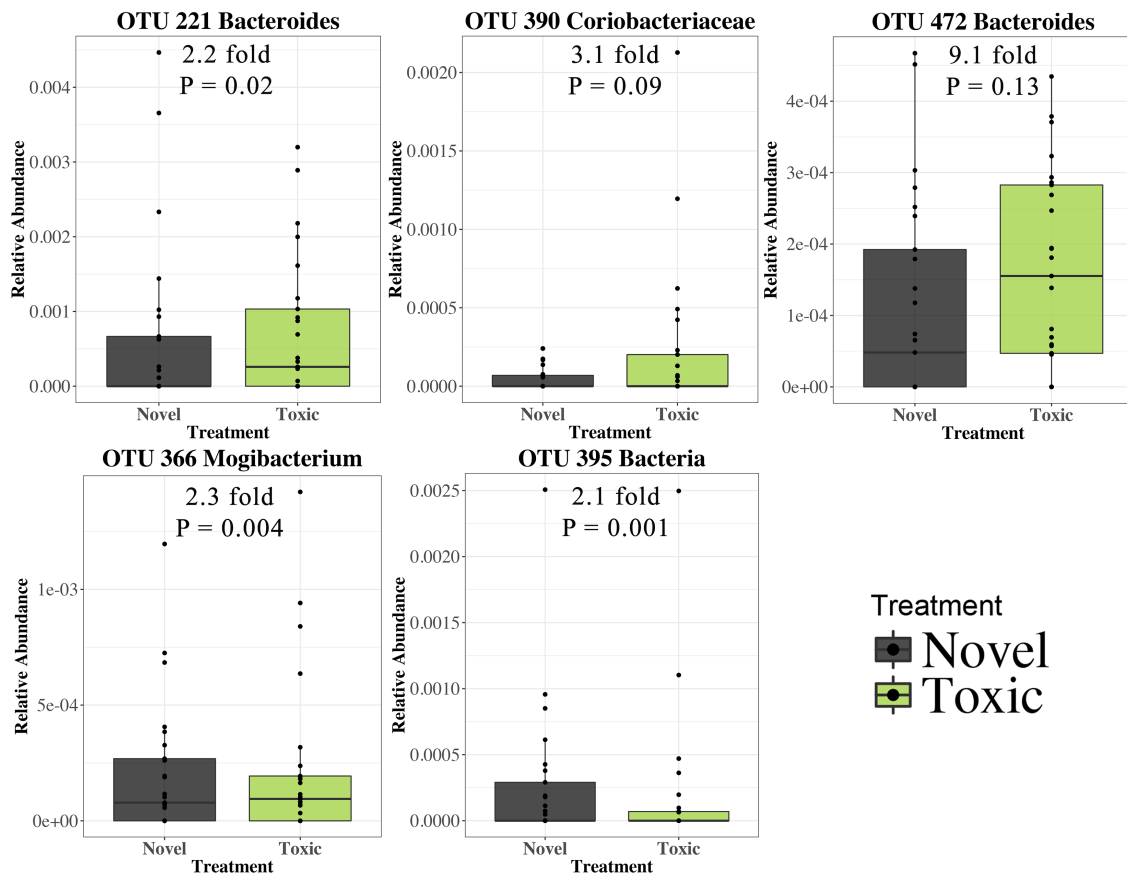 OTU 221 Bacteroides
2.2 fold
P = 0.02
0.004
0.003
0.002
0.001
0.000
Relative Abundance
Novel
Toxic
Treatment
OTU 390 Coriobacteriaceae
3.1 fold
P = 0.09
0.0020
0.0015
0.0010
0.0005
0.0000
Relative Abundance
Novel
Toxic
Treatment
OTU 472 Bacteroides
9.1 fold
P = 0.13
4e-04
3e-04
2e-04
1e-04
0e+00
Relative Abundance
Novel
Toxic
Treatment
OTU 366 Mogibacterium
2.3 fold
P = 0.004
1e-03
5e-04
0e+00
Relative Abundance
Novel
Toxic
Treatment
OTU 395 Bacteria
2.1 fold
P = 0.001
0.0025
0.0020
0.0015
0.0010
0.0005
0.0000
Relative Abundance
Novel
Toxic
Treatment
Treatment
Novel
Toxic